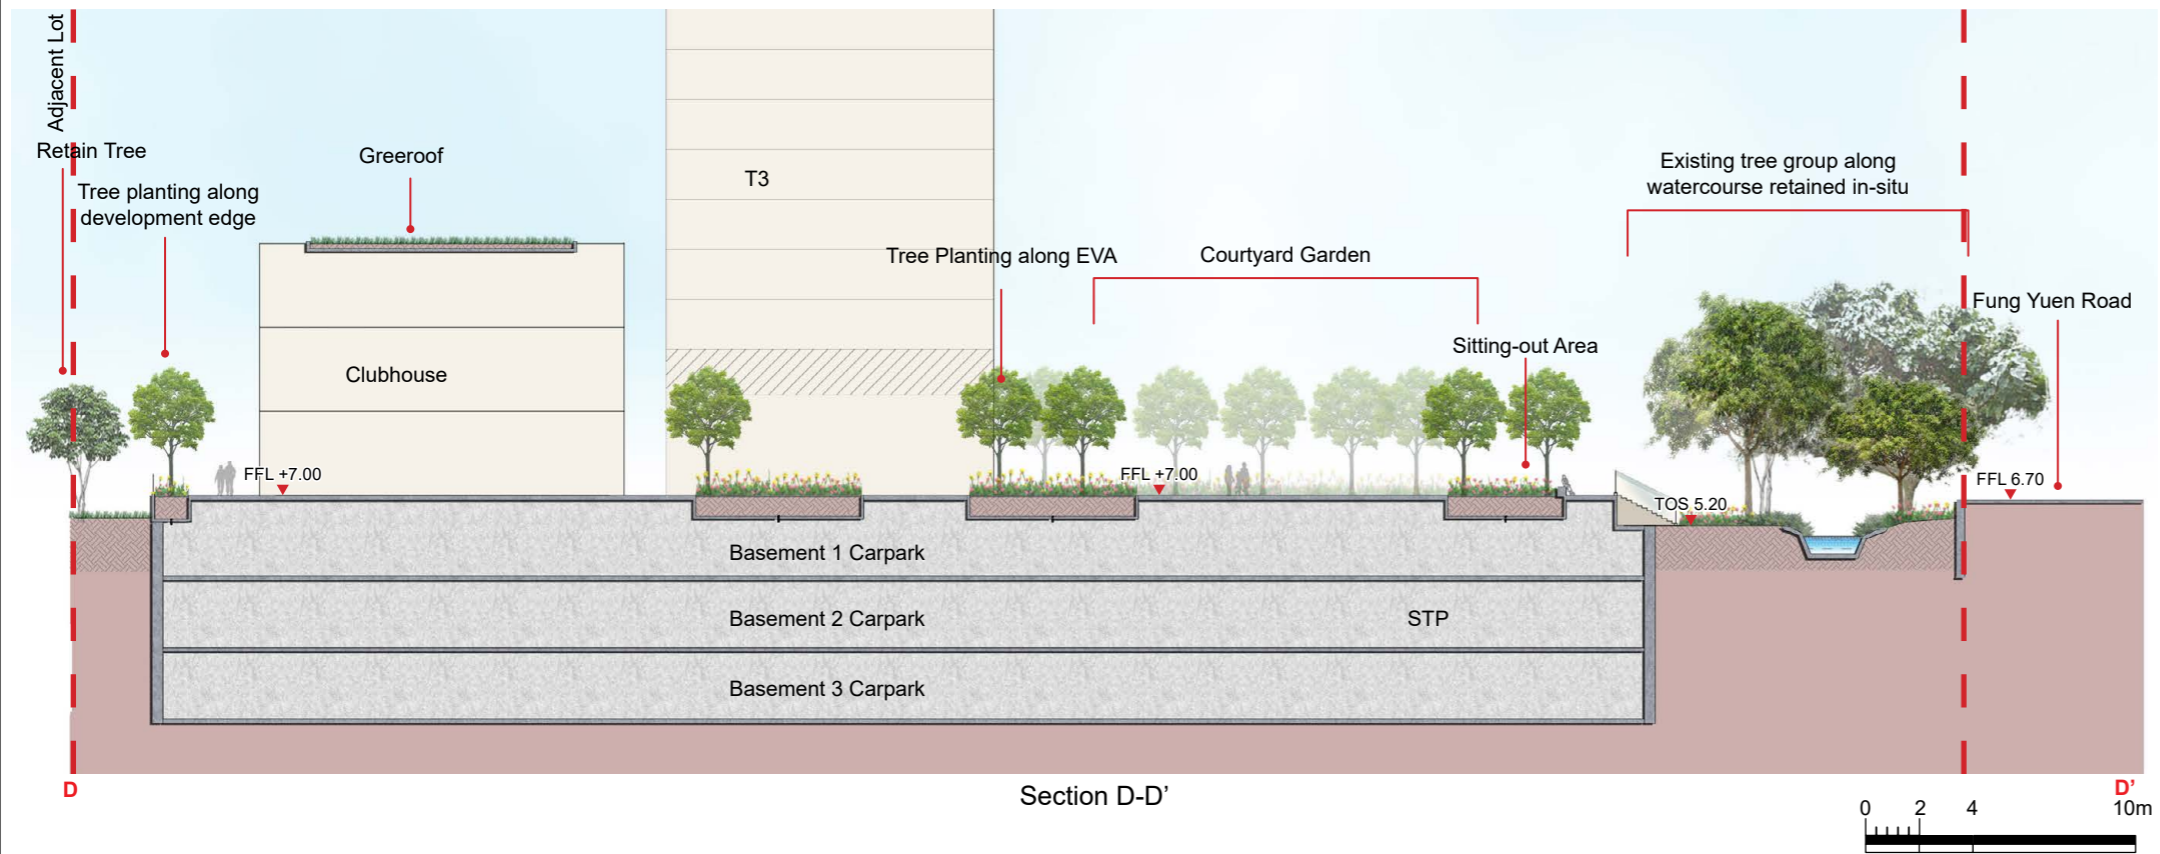 Adjacent Lot
Retain Tree
Tree planting along
development edge
Greeroof
T3
Clubhouse
Tree Planting along EVA
Courtyard Garden
Sitting-out Area
Existing tree group along
watercourse retained in-situ
Fung Yuen Road
FFL +7.00
FFL +7.00
FFL 6.70
TOS 5.20
Basement 1 Carpark
Basement 2 Carpark
STP
Basement 3 Carpark
D
D’
Section D-D’
0 2 4 10m